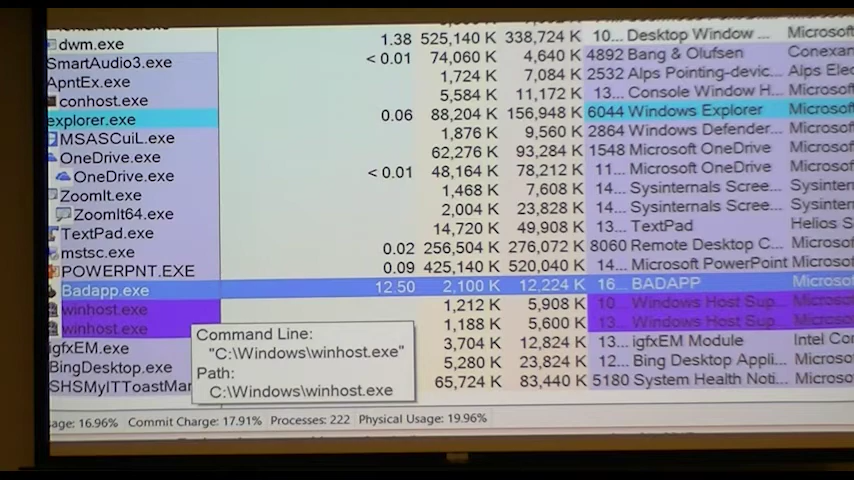 dwm.exe 1.38 525,140 K 338,724 K 10... Desktop Window ... Microsoft
SmartAudio3.exe < 0.01 74,060 K 4,640 K 4892 Bang & Olufsen Conexan
ApntEx.exe 1,724 K 7,084 K 2532 Alps Pointing-devic... Alps Elec
conhost.exe 5,584 K 11,172 K 13... Console Window H... Microsoft
explorer.exe 0.06 88,204 K 156,948 K 6044 Windows Explorer Microsoft
MSASCuiL.exe 1,876 K 9,560 K 2864 Windows Defender... Microsoft
OneDrive.exe 62,276 K 93,284 K 1548 Microsoft OneDrive Microsoft
OneDrive.exe < 0.01 48,164 K 78,212 K 11... Microsoft OneDrive Microsoft
ZoomIt.exe 1,468 K 7,608 K 14... Sysinternals Scree... Sysintern
ZoomIt64.exe 2,004 K 23,828 K 14... Sysinternals Scree... Sysintern
TextPad.exe 14,720 K 49,908 K 13... TextPad Helios S
mstsc.exe 0.02 256,504 K 276,072 K 8060 Remote Desktop C... Microsoft
POWERPNT.EXE 0.09 425,140 K 520,040 K 14... Microsoft PowerPoint Microsoft
Badapp.exe 12.50 2,100 K 12,224 K 16... BADAPP Microsoft
winhost.exe 1,212 K 5,908 K 10... Windows Host Sup... Microsoft
winhost.exe 1,188 K 5,600 K 13... Windows Host Sup... Microsoft
igfxEM.exe 3,704 K 12,824 K 13... igfxEM Module Intel Co
BingDesktop.exe 5,280 K 23,824 K 12... Bing Desktop Appli... Microsof
SHSMyITToastMar 65,724 K 83,440 K 5180 System Health Noti... Microso
Command Line:
"C:\Windows\winhost.exe"
Path:
C:\Windows\winhost.exe
sage: 16.96% Commit Charge: 17.91% Processes: 222 Physical Usage: 19.96%